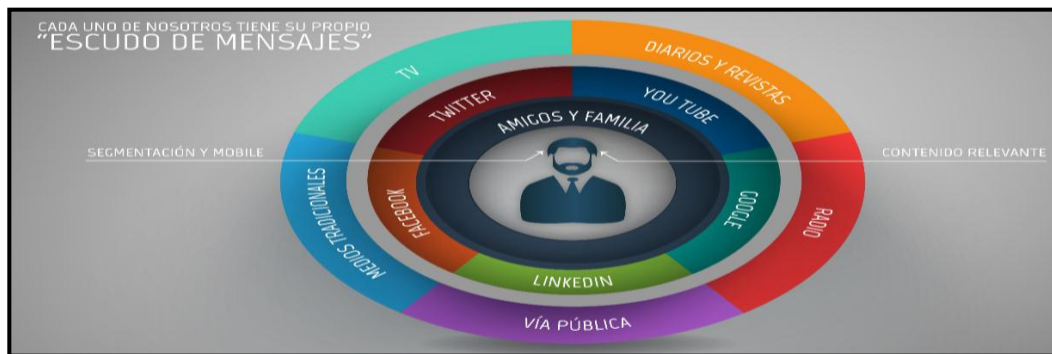 CADA UNO DE NOSOTROS TIENE SU PROPIO
"ESCUDO DE MENSAJES"
TV
DIARIOS Y REVISTAS
TWITTER
YOU TUBE
AMIGOS Y FAMILIA
SEGMENTACIÓN Y MOBILE
CONTENIDO RELEVANTE
MEDIOS TRADICIONALES
FACEBOOK
GOOGLE
RADIO
LINKEDIN
VÍA PÚBLICA